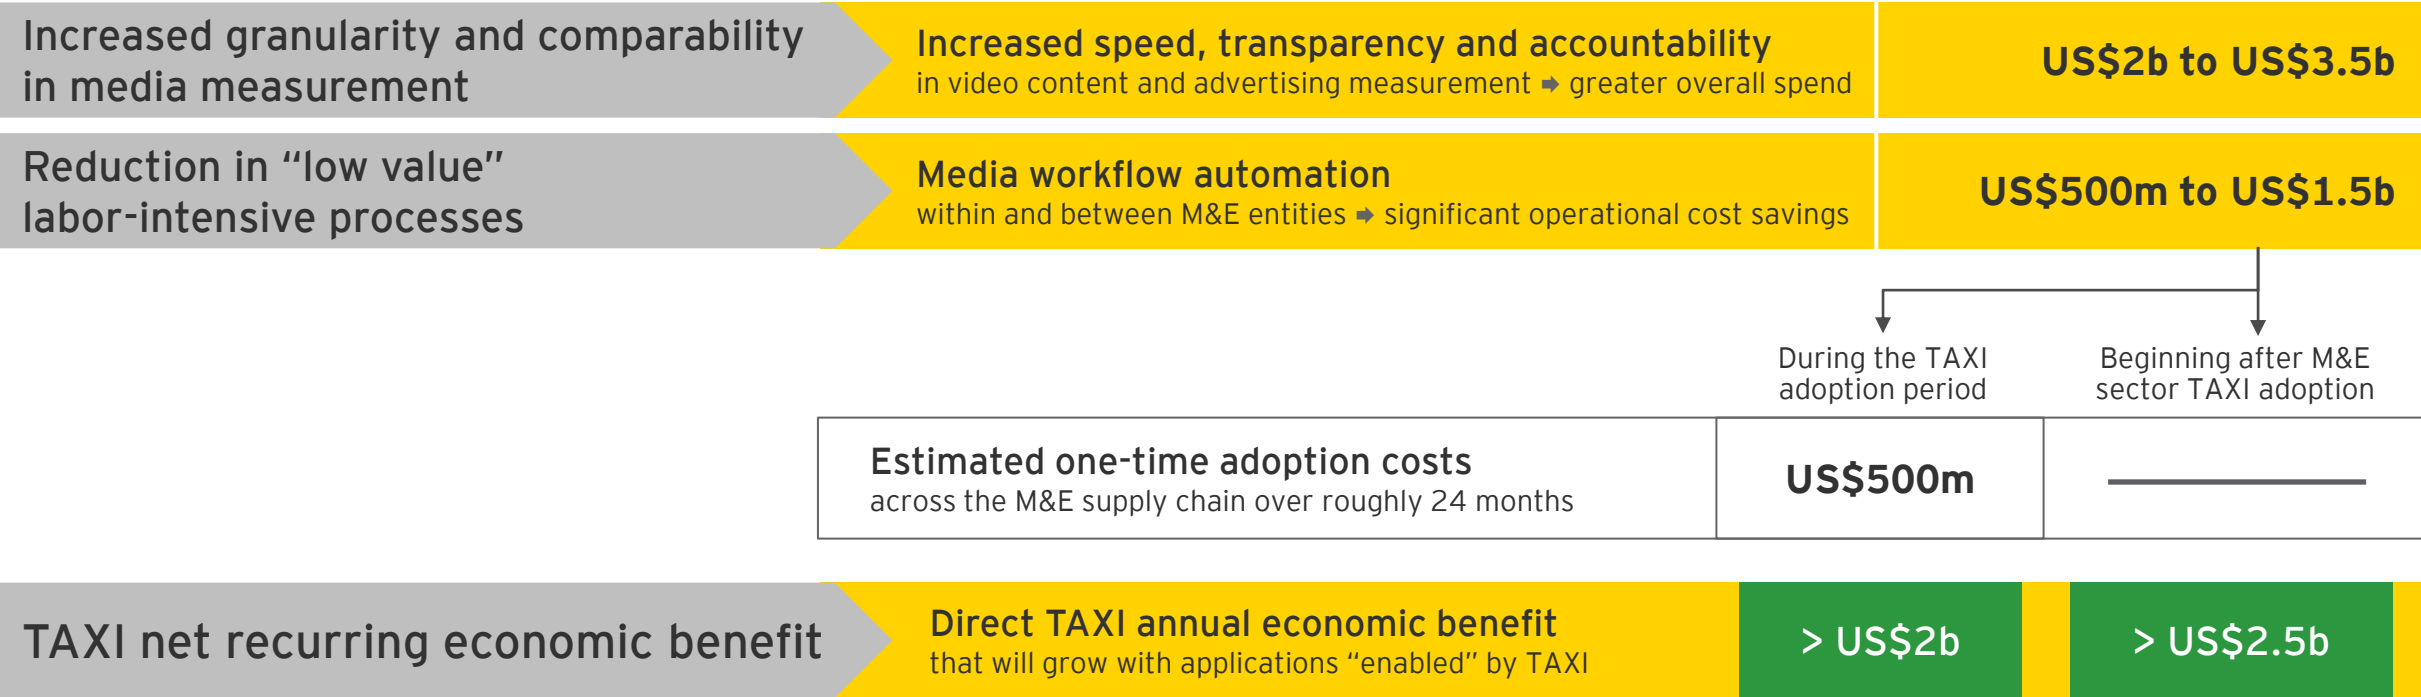 Increased granularity and comparability
in media measurement
Increased speed, transparency and accountability
in video content and advertising measurement ➡ greater overall spend
US$2b to US$3.5b
Reduction in “low value”
labor-intensive processes
Media workflow automation
within and between M&E entities ➡ significant operational cost savings
US$500m to US$1.5b
During the TAXI
adoption period
Beginning after M&E
sector TAXI adoption
Estimated one-time adoption costs
across the M&E supply chain over roughly 24 months
US$500m
TAXI net recurring economic benefit
Direct TAXI annual economic benefit
that will grow with applications “enabled” by TAXI
> US$2b
> US$2.5b